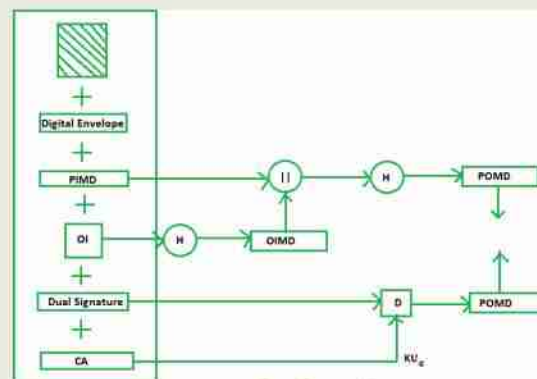 Digital Envelope
PIMD
||
H
POMD
OI
H
OIMD
Dual Signature
D
POMD
CA
KUc